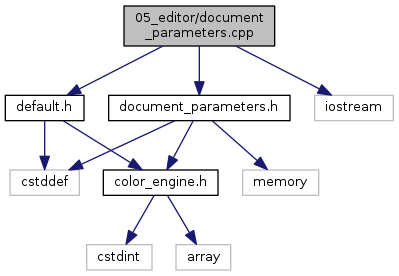 05_editor/document
_parameters.cpp
default.h
document_parameters.h
iostream
cstddef
color_engine.h
memory
cstdint
array